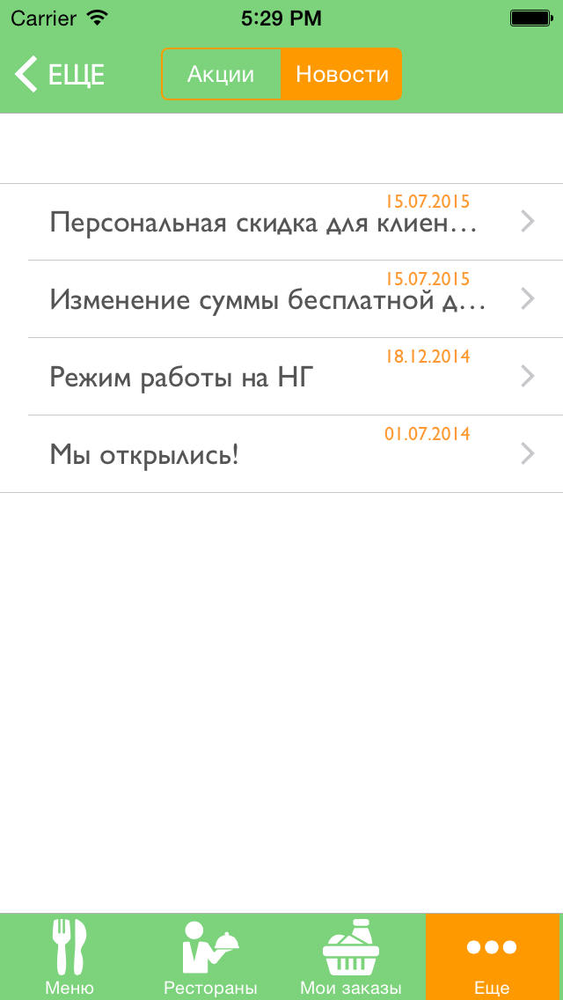 Carrier 5:29 PM
ЕЩЕ Акции Новости
15.07.2015
Персональная скидка для клиен...
15.07.2015
Изменение суммы бесплатной д...
18.12.2014
Режим работы на НГ
01.07.2014
Мы открылись!
Меню Рестораны Мои заказы Еще